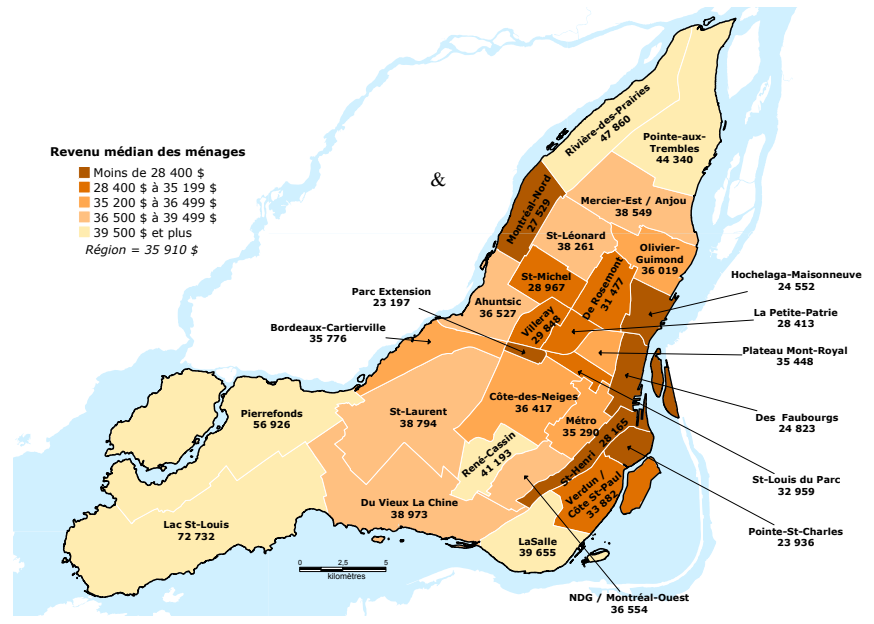 Revenu médian des ménages
Moins de 28 400 $
28 400 $ à 35 199 $
35 200 $ à 36 499 $
36 500 $ à 39 499 $
39 500 $ et plus
Région = 35 910 $
&
Rivière-des-Prairies
47 860
Pointe-aux-
Trembles
44 340
Montréal-Nord
27 529
Mercier-Est / Anjou
38 549
St-Léonard
38 261
Olivier-
Guimond
36 019
St-Michel
28 967
De Rosemont
31 477
Hochelaga-Maisonneuve
24 552
Parc Extension
23 197
Ahuntsic
36 527
Villeray
29 848
La Petite-Patrie
28 413
Bordeaux-Cartierville
35 776
Plateau Mont-Royal
35 448
Pierrefonds
56 926
St-Laurent
38 794
Côte-des-Neiges
36 417
Métro
35 290
Des Faubourgs
24 823
René-Cassin
41 193
St-Henri 28 165
St-Louis du Parc
32 959
Verdun /
Côte St-Paul
33 882
Du Vieux La Chine
38 973
Lac St-Louis
72 732
LaSalle
39 655
Pointe-St-Charles
23 936
0 2,5 5
kilomètres
NDG / Montréal-Ouest
36 554